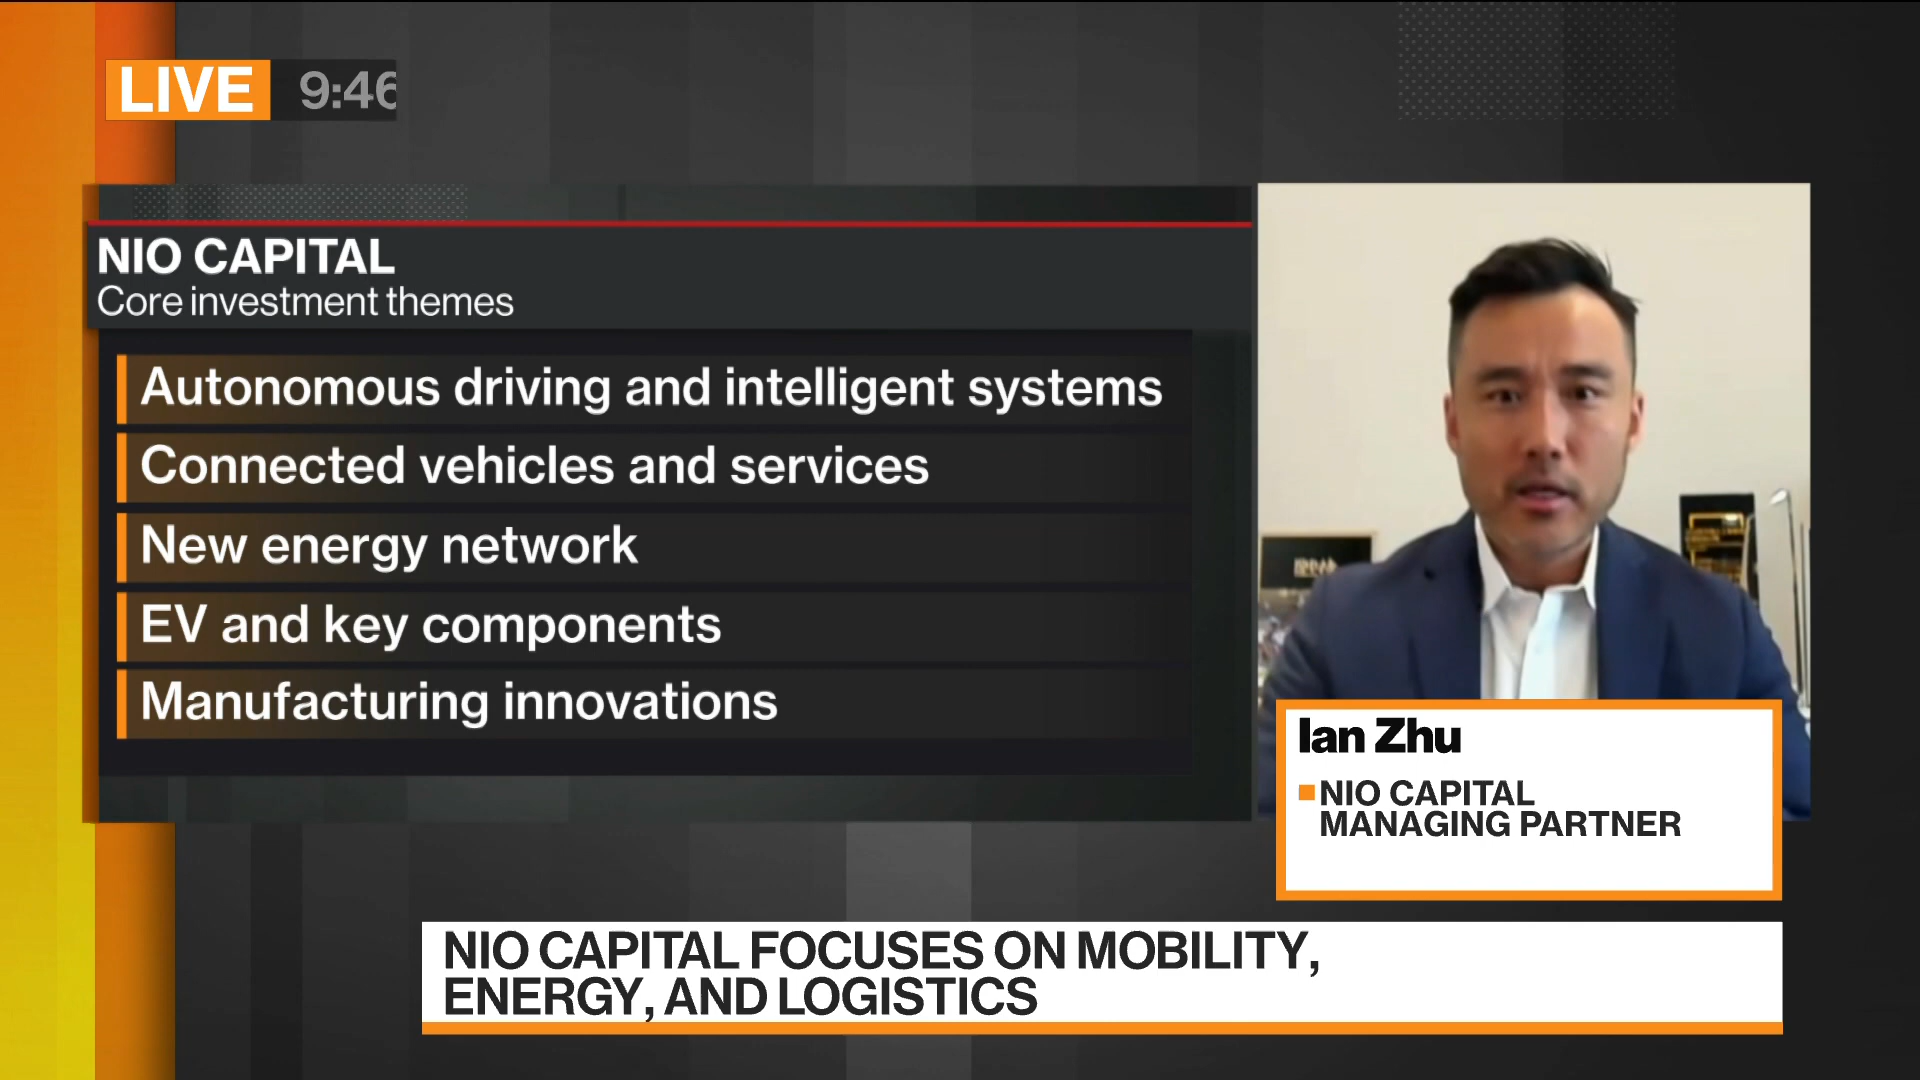 LIVE 9:46
NIO CAPITAL
Core investment themes
Autonomous driving and intelligent systems
Connected vehicles and services
New energy network
EV and key components
Manufacturing innovations
Ian Zhu
NIO CAPITAL
MANAGING PARTNER
NIO CAPITAL FOCUSES ON MOBILITY,
ENERGY, AND LOGISTICS